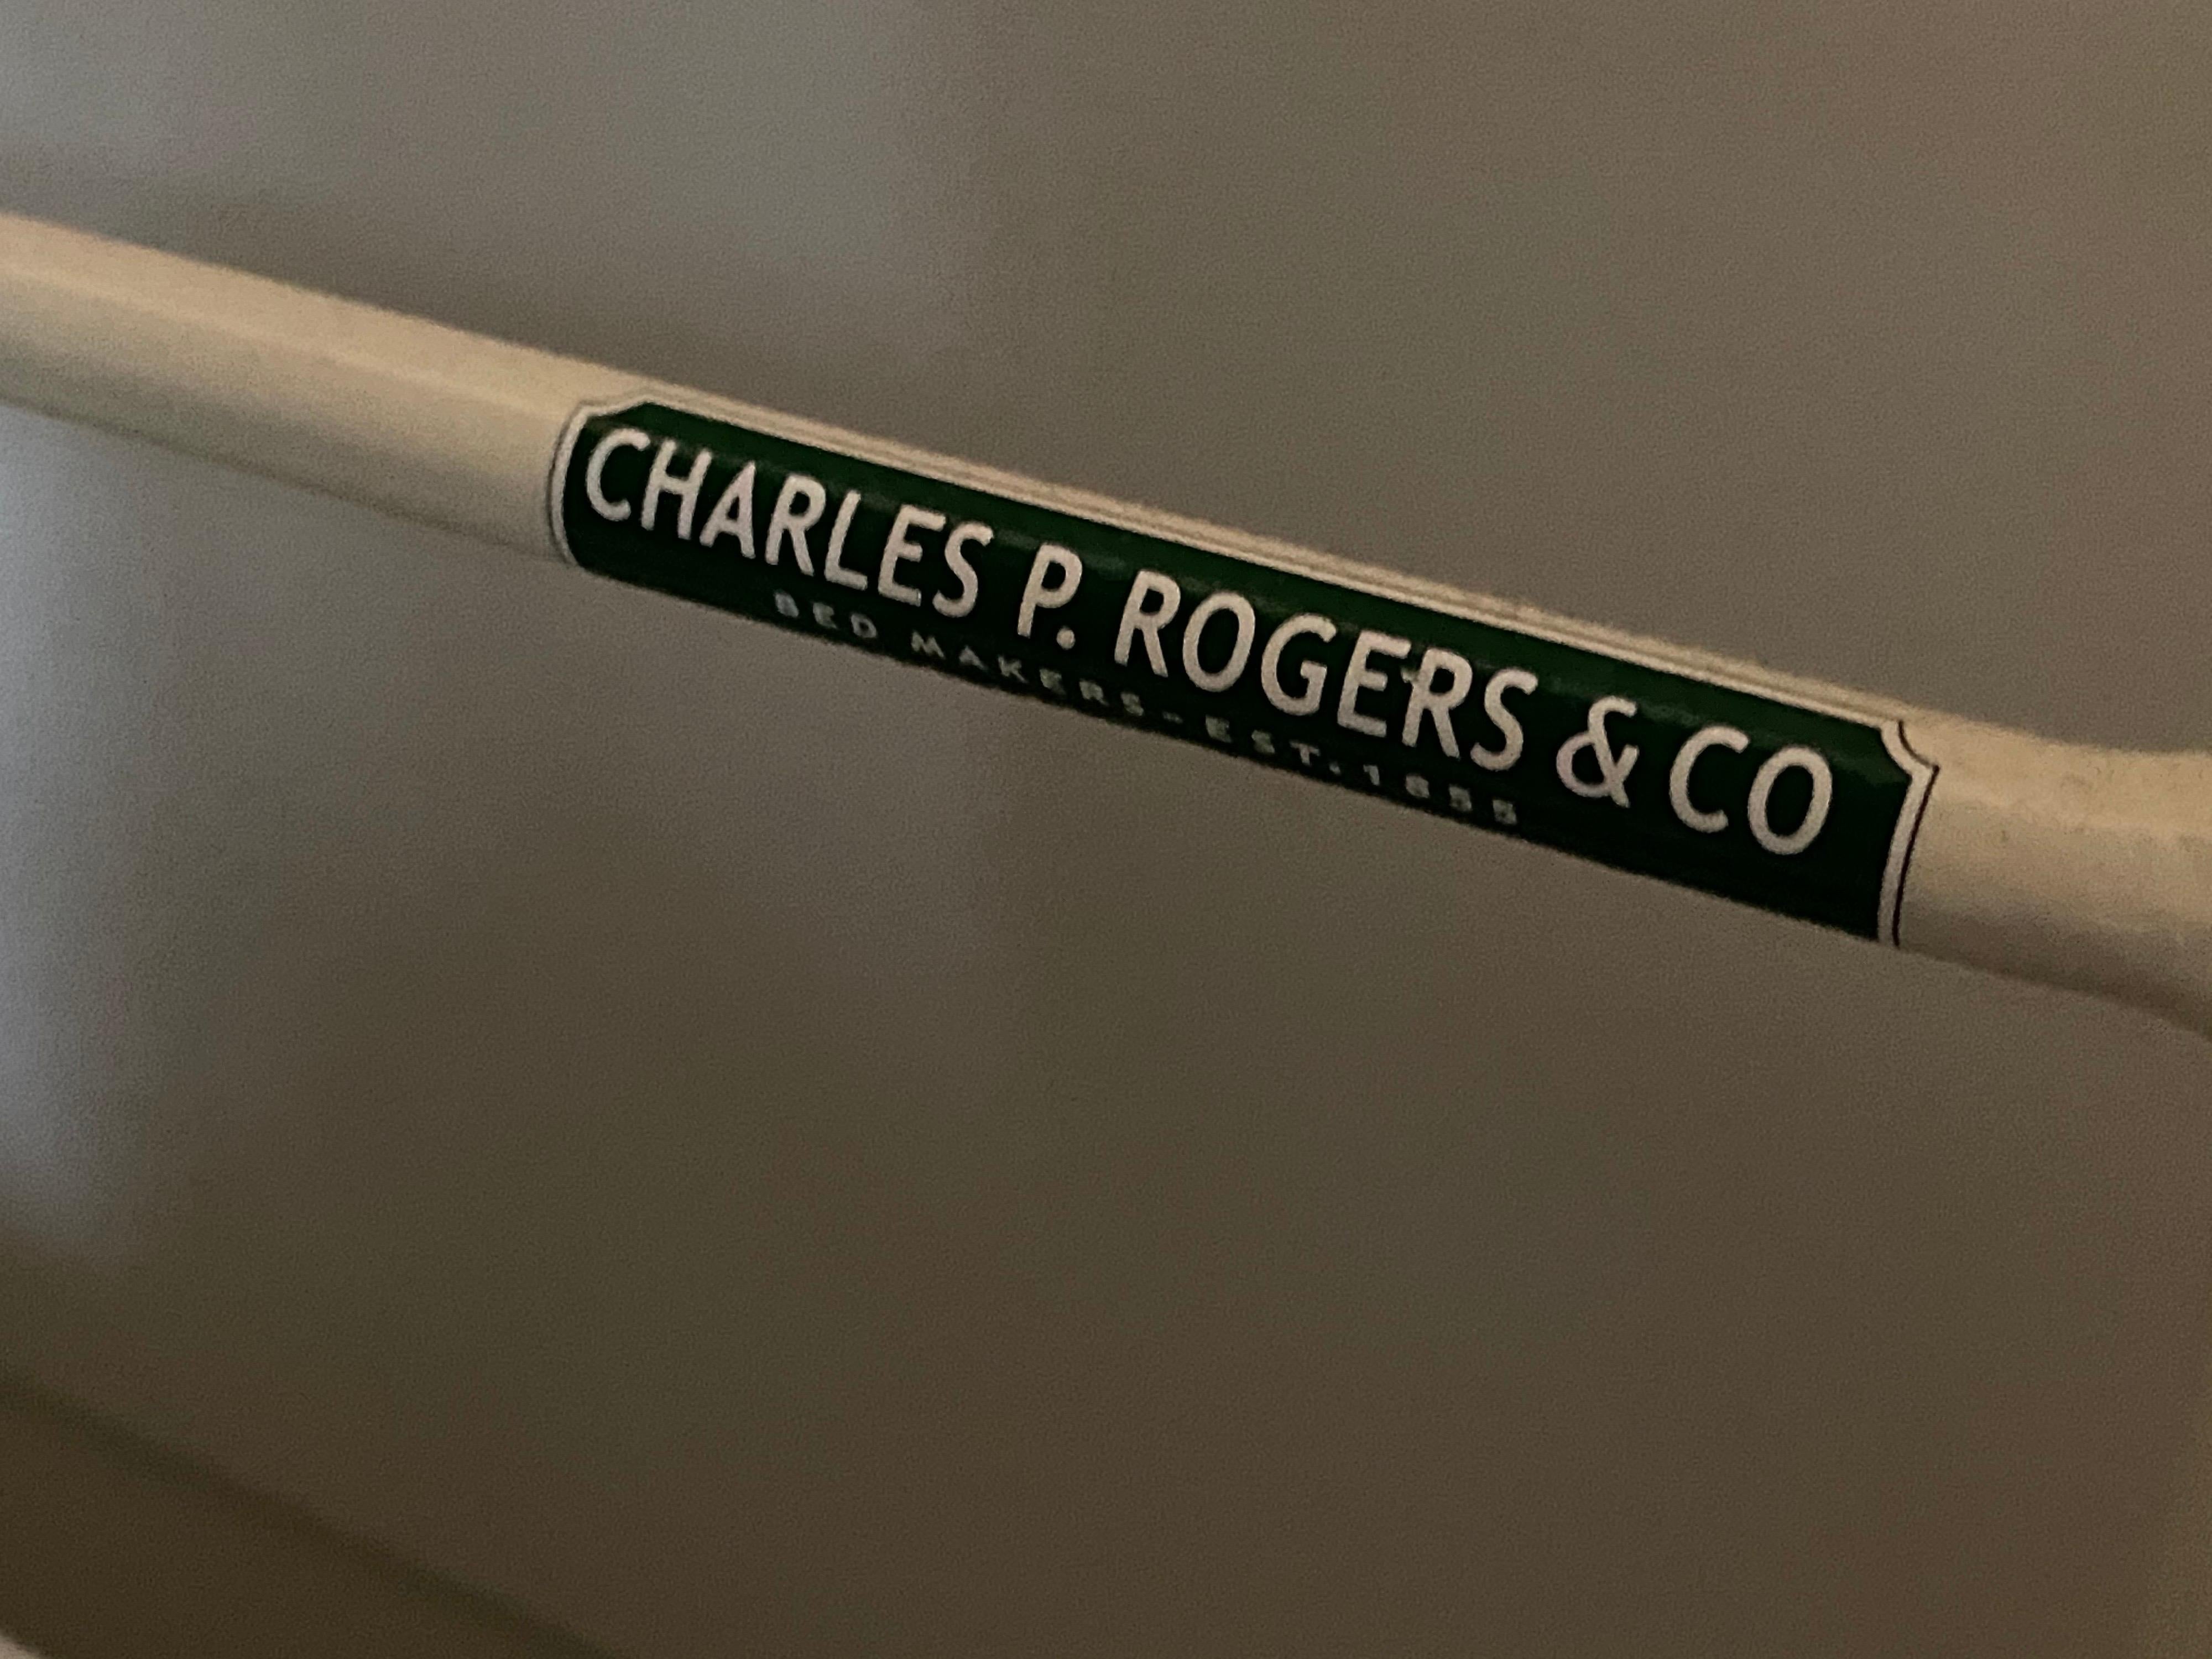 CHARLES P. ROGERS & CO
BED MAKERS-EST.1855